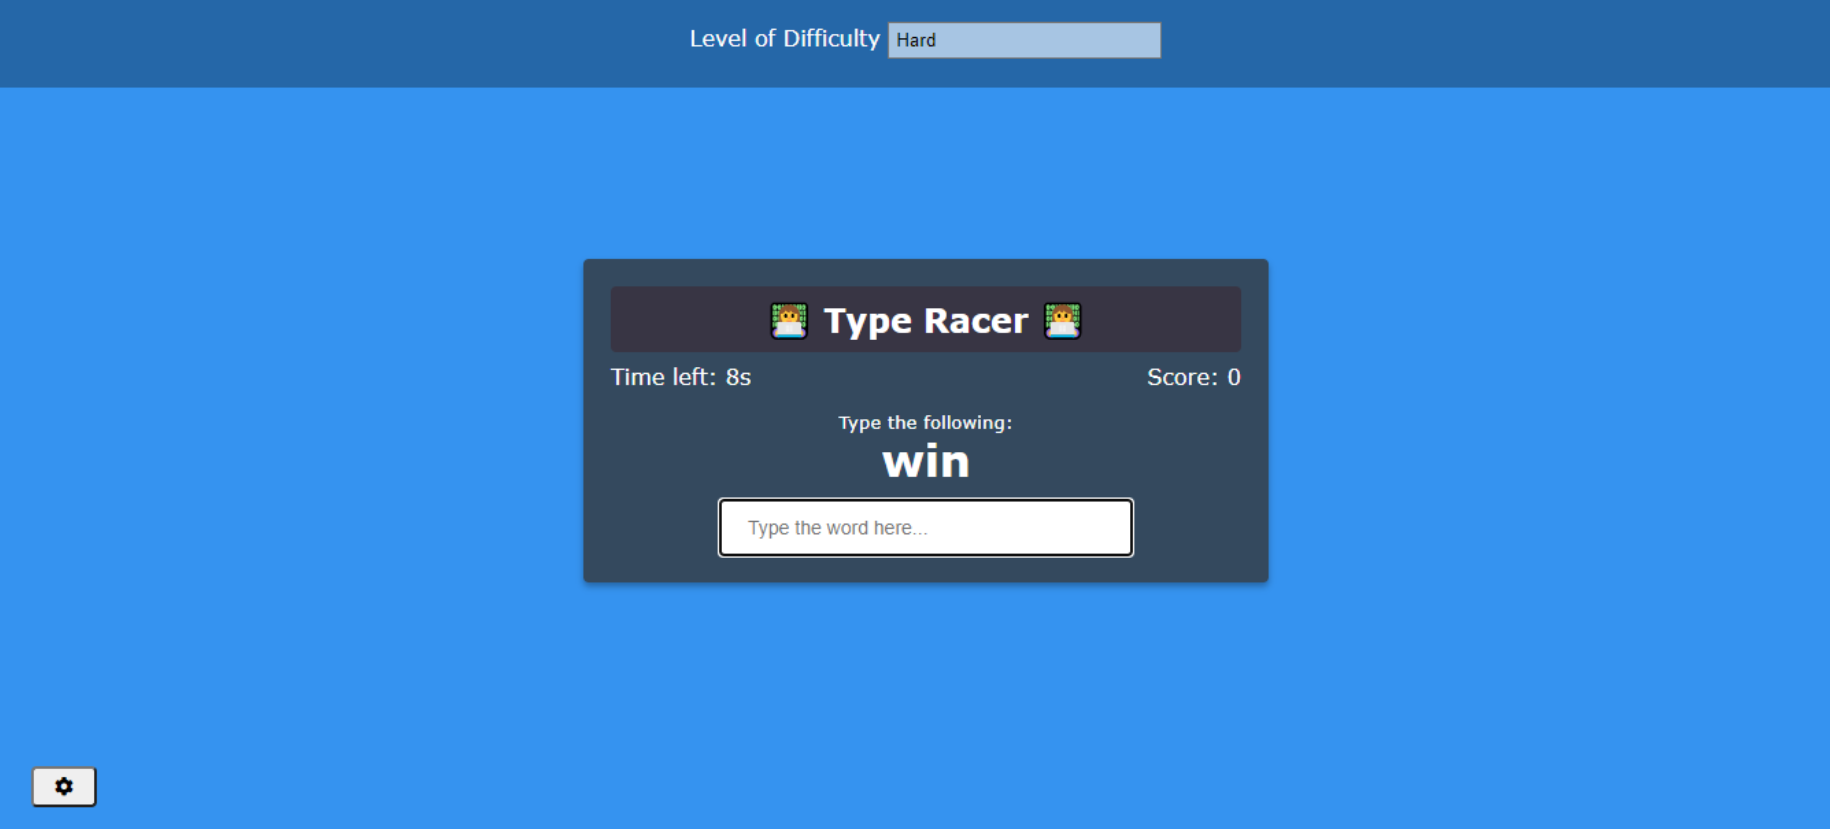 Level of Difficulty Hard
Type Racer
Time left: 8s Score: 0
Type the following:
win
Type the word here...